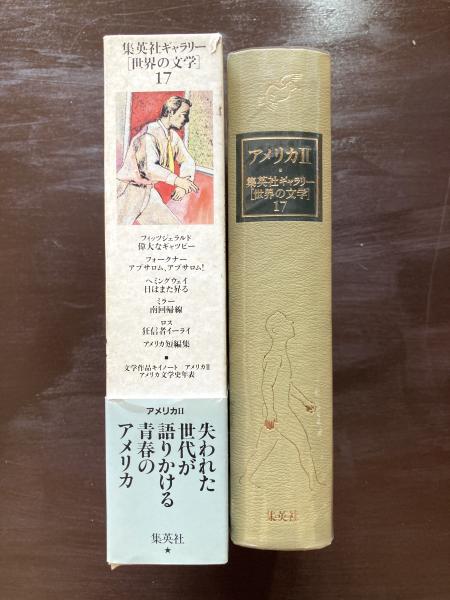 集英社ギャラリー
[世界の文学]
17
フィッツジェラルド
偉大なギャツビー
フォークナー
アブサロム、アブサロム!
ヘミングウェイ
日はまた昇る
ミラー
南回帰線
ロス
狂信者イーライ
アメリカ短編集
■
文学作品キイノート/アメリカⅡ
アメリカ文学史年表
アメリカⅡ
失われた
世代が
語りかける
青春の
アメリカ
集英社
★
アメリカⅡ
集英社ギャラリー
[世界の文学]
17
集英社